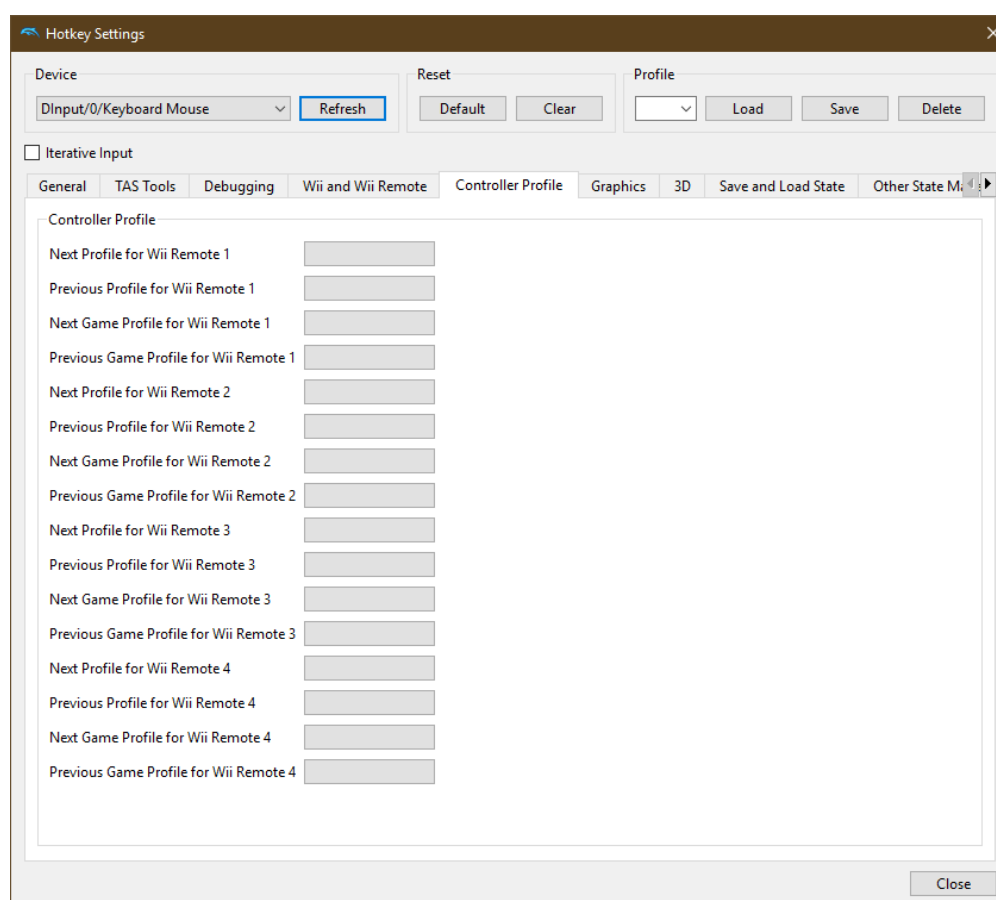 Hotkey Settings
Device
Reset
Profile
DInput/0/Keyboard Mouse
Refresh
Default
Clear
Load
Save
Delete
Iterative Input
General
TAS Tools
Debugging
Wii and Wii Remote
Controller Profile
Graphics
3D
Save and Load State
Other State
Controller Profile
Next Profile for Wii Remote 1
Previous Profile for Wii Remote 1
Next Game Profile for Wii Remote 1
Previous Game Profile for Wii Remote 1
Next Profile for Wii Remote 2
Previous Profile for Wii Remote 2
Next Game Profile for Wii Remote 2
Previous Game Profile for Wii Remote 2
Next Profile for Wii Remote 3
Previous Profile for Wii Remote 3
Next Game Profile for Wii Remote 3
Previous Game Profile for Wii Remote 3
Next Profile for Wii Remote 4
Previous Profile for Wii Remote 4
Next Game Profile for Wii Remote 4
Previous Game Profile for Wii Remote 4
Close